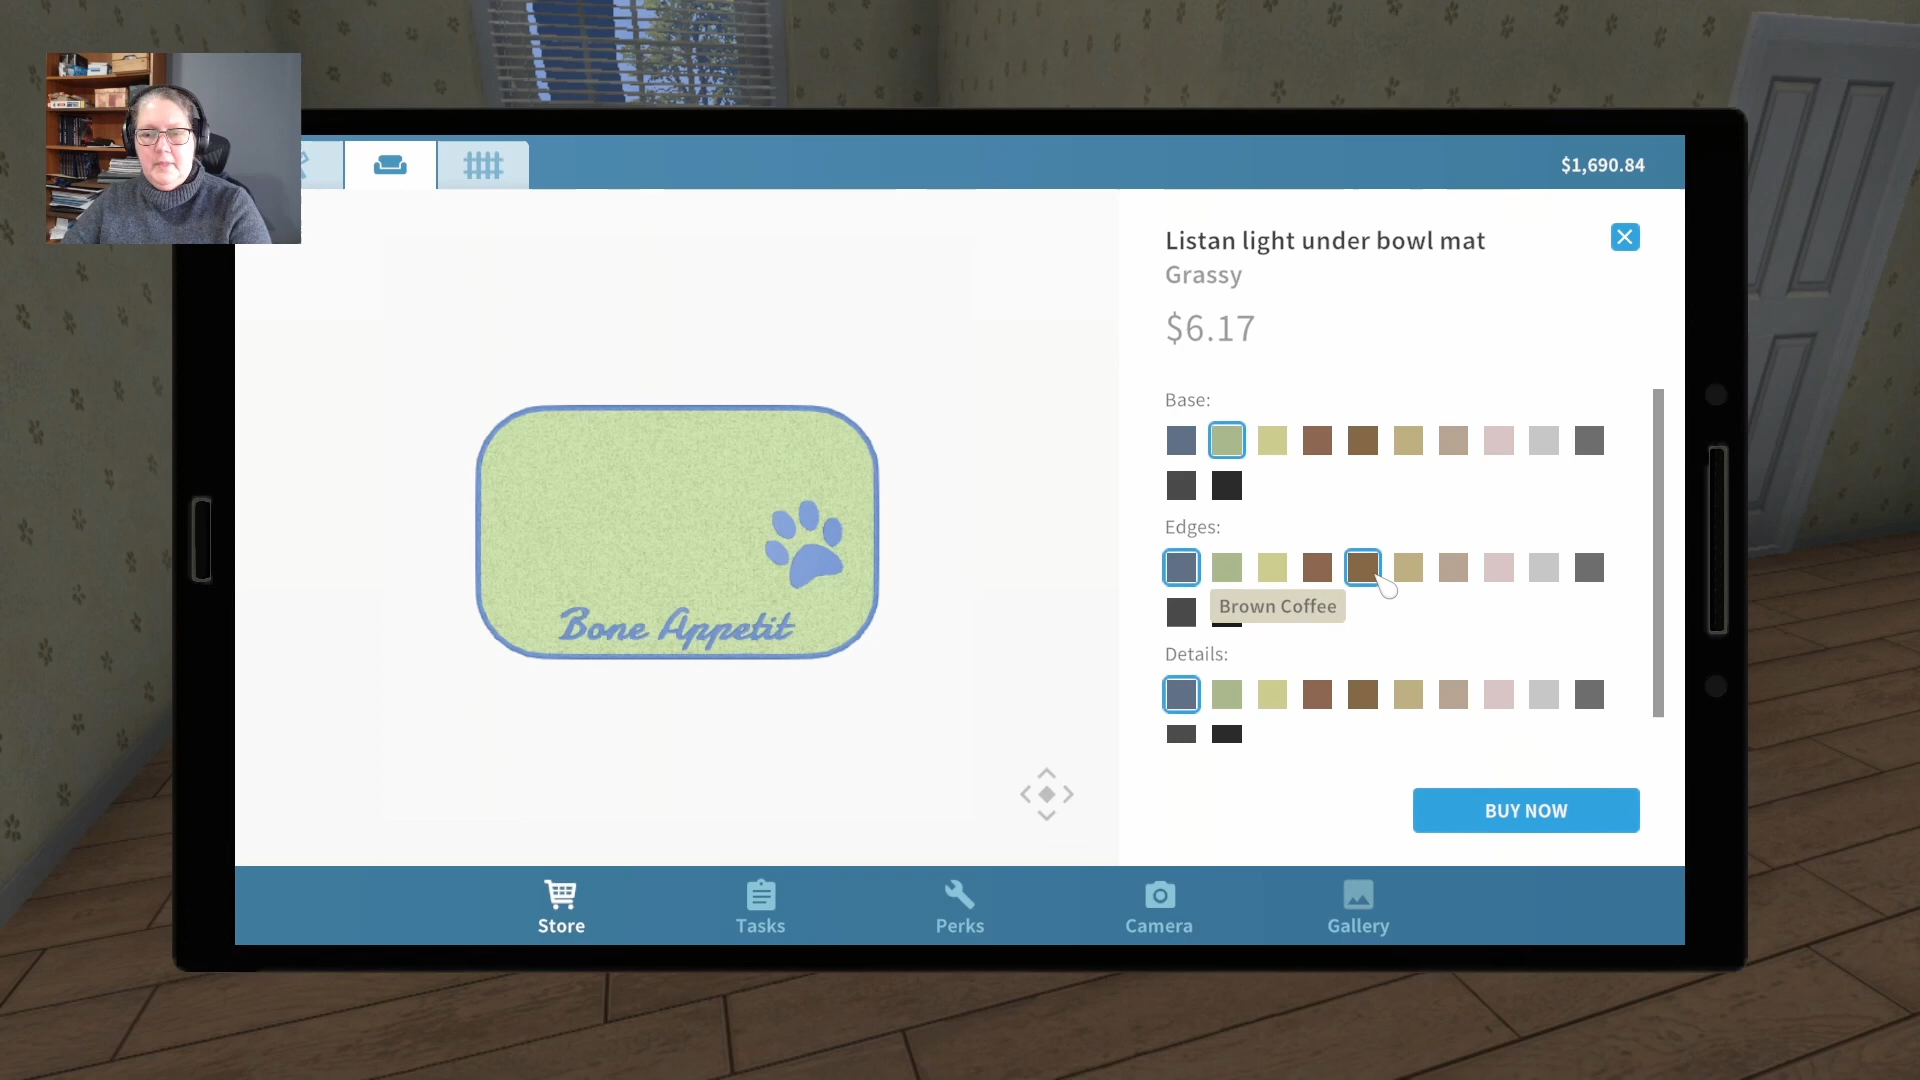 $1,690.84
Listan light under bowl mat
Grassy
$6.17
Base:
Edges:
Brown Coffee
Details:
Bone Appetit
BUY NOW
Store
Tasks
Perks
Camera
Gallery